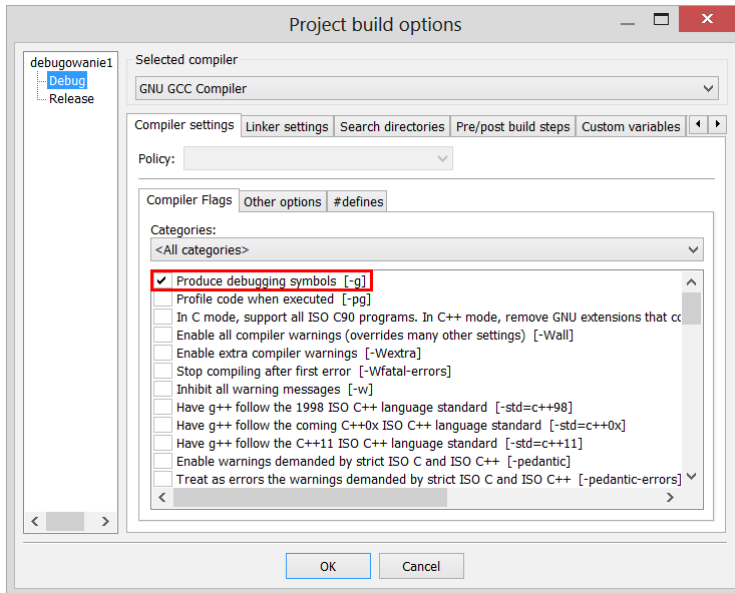 Project build options
debugowanie1
Debug
Release
Selected compiler
GNU GCC Compiler
Compiler settings Linker settings Search directories Pre/post build steps Custom variables
Policy:
Compiler Flags Other options #defines
Categories:
<All categories>
Produce debugging symbols [-g]
Profile code when executed [-pg]
In C mode, support all ISO C90 programs. In C++ mode, remove GNU extensions that
Enable all compiler warnings (overrides many other settings) [-Wall]
Enable extra compiler warnings [-Wextra]
Stop compiling after first error [-Wfatal-errors]
Inhibit all warning messages [-w]
Have g++ follow the 1998 ISO C++ language standard [-std=c++98]
Have g++ follow the coming C++0x ISO C++ language standard [-std=c++0x]
Have g++ follow the C++11 ISO C++ language standard [-std=c++11]
Enable warnings demanded by strict ISO C and ISO C++ [-pedantic]
Treat as errors the warnings demanded by strict ISO C and ISO C++ [-pedantic-errors]
OK Cancel